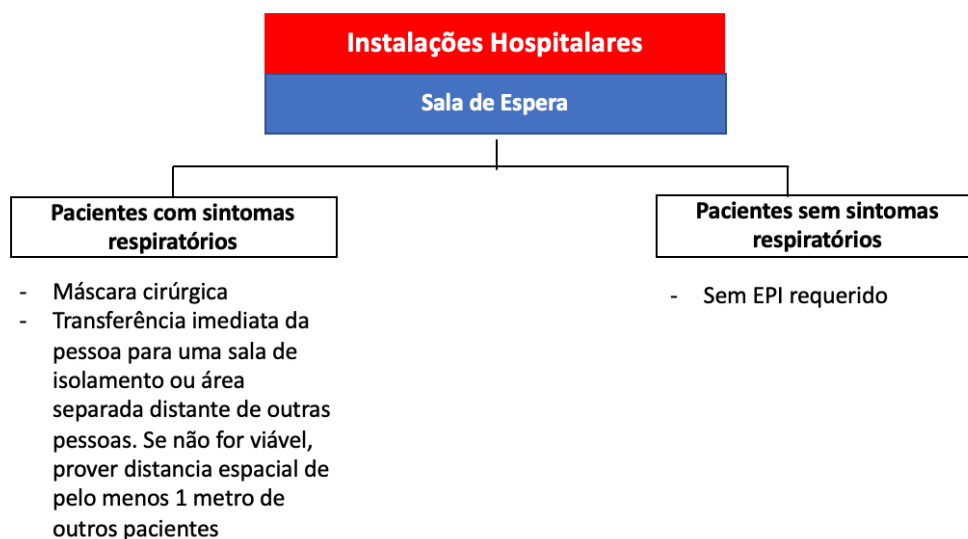 Instalações Hospitalares
Sala de Espera
Pacientes com sintomas
respiratórios
- Máscara cirúrgica
- Transferência imediata da
pessoa para uma sala de
isolamento ou área
separada distante de outras
pessoas. Se não for viável,
prover distancia espacial de
pelo menos 1 metro de
outros pacientes
Pacientes sem sintomas
respiratórios
- Sem EPI requerido